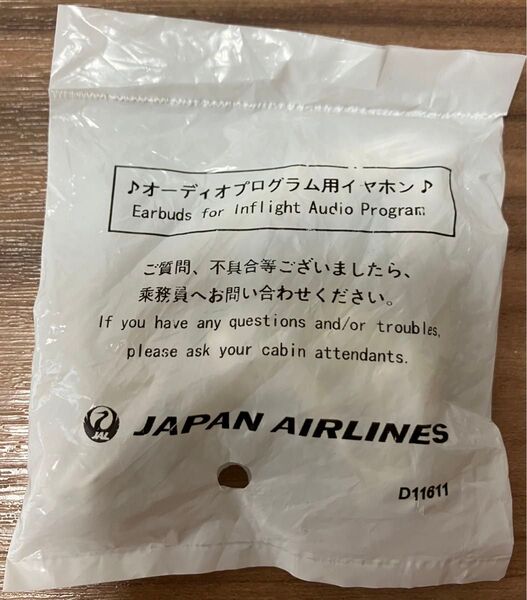 ♪オーディオプログラム用イヤホン♪
Earbuds for Inflight Audio Program
ご質問、不具合等ございましたら、
乗務員へお問い合わせください。
If you have any questions and/or troubles,
please ask your cabin attendants.
JAL JAPAN AIRLINES
D11611